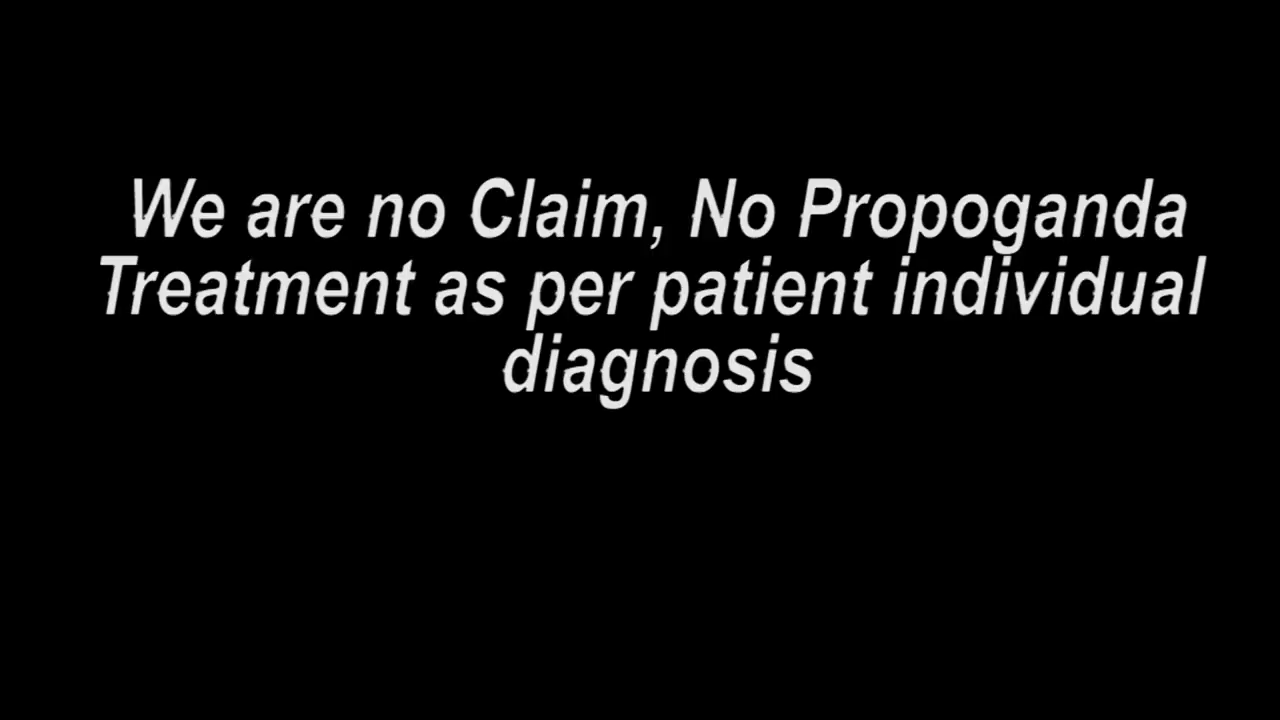 We are no Claim, No Propoganda
Treatment as per patient individual
diagnosis